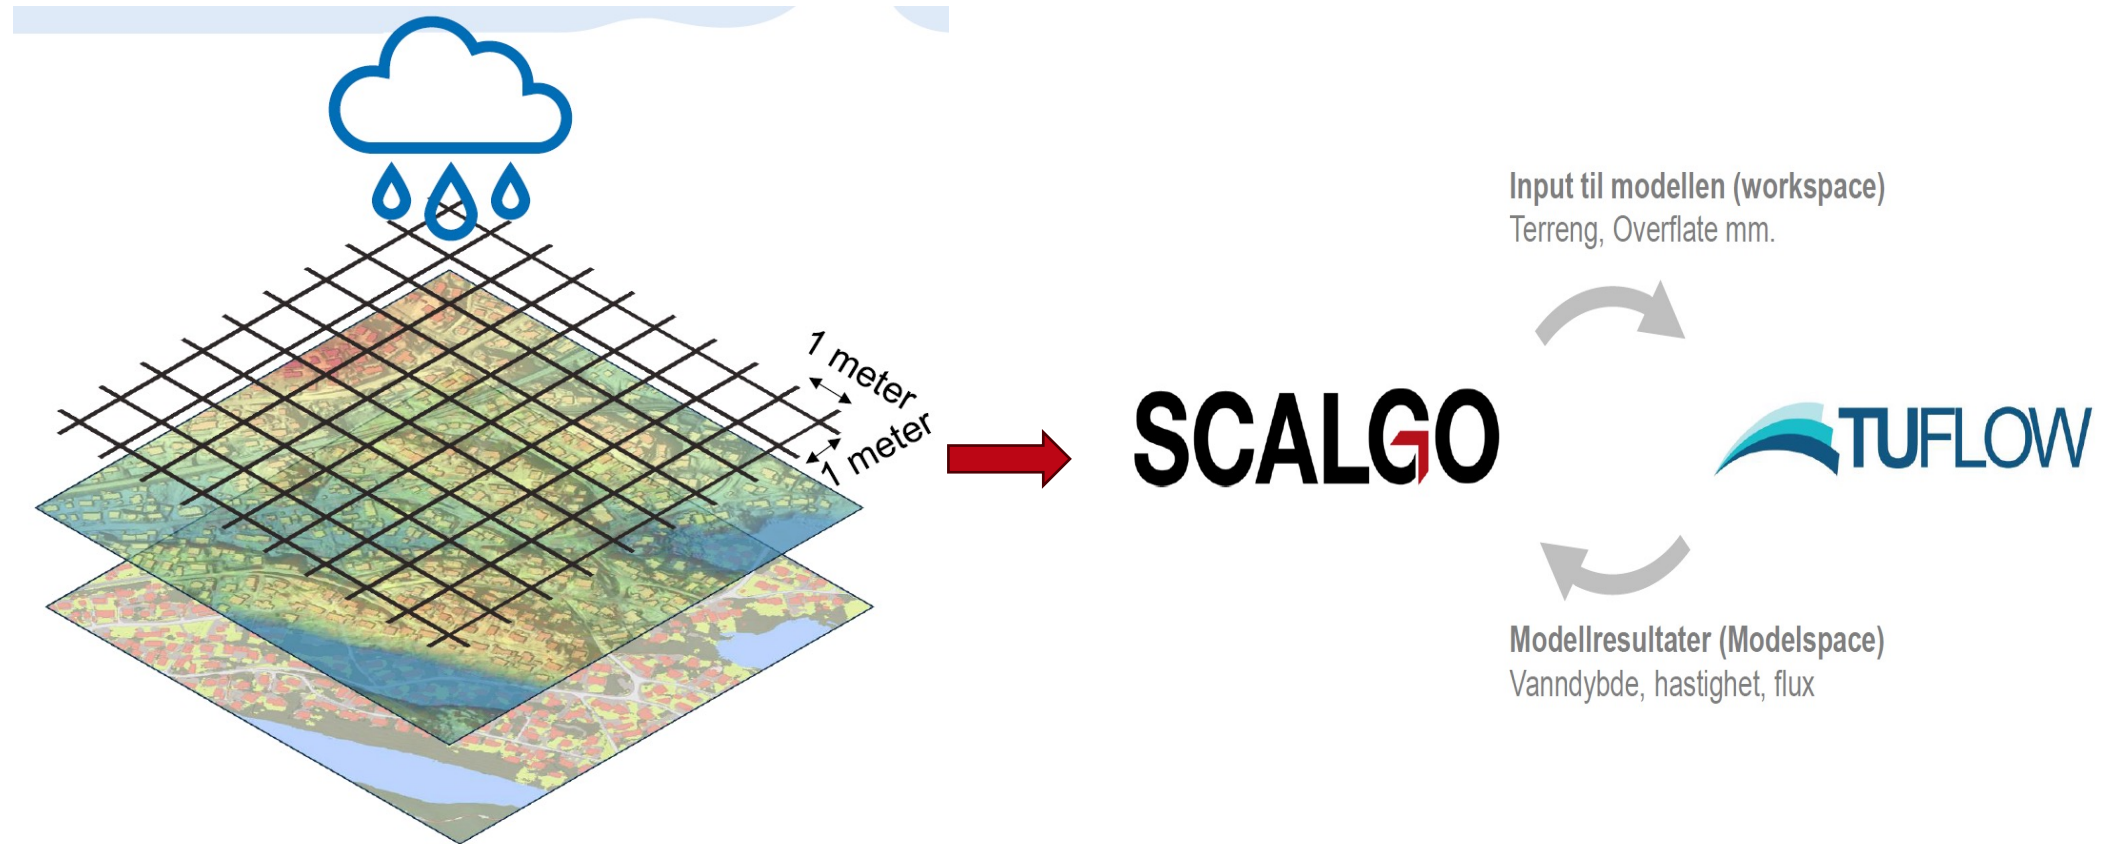 1 meter
1 meter
SCALGO
Input til modellen (workspace)
Terreng, Overflate mm.
TUFLOW
Modellresultater (Modelspace)
Vanndybde, hastighet, flux